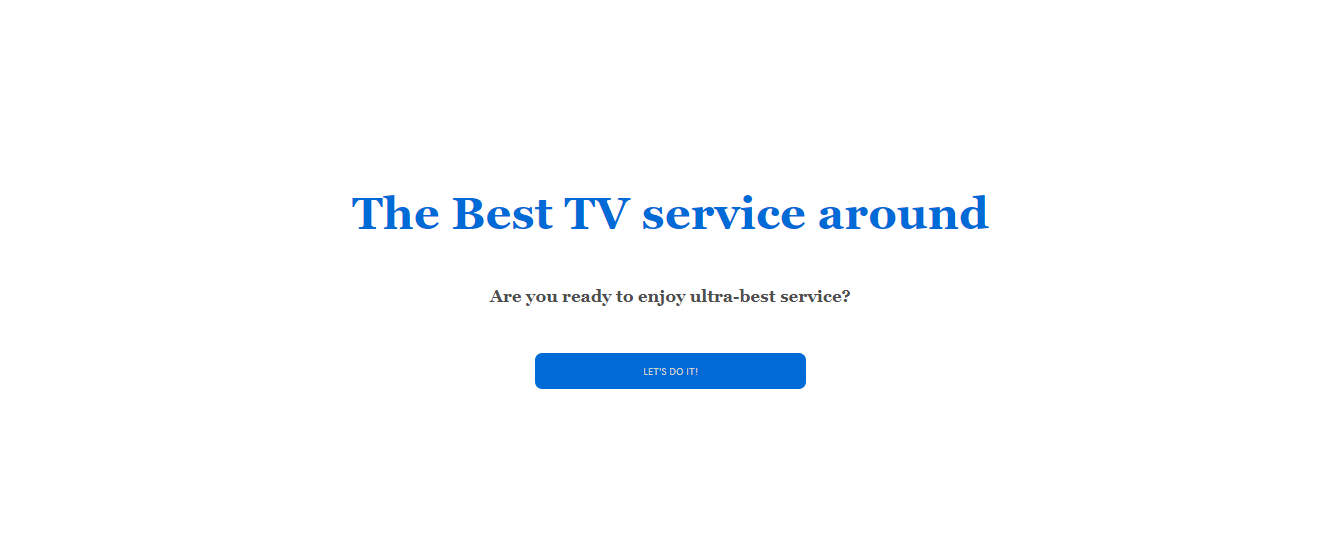 The Best TV service around
Are you ready to enjoy ultra-best service?
LET'S DO IT!